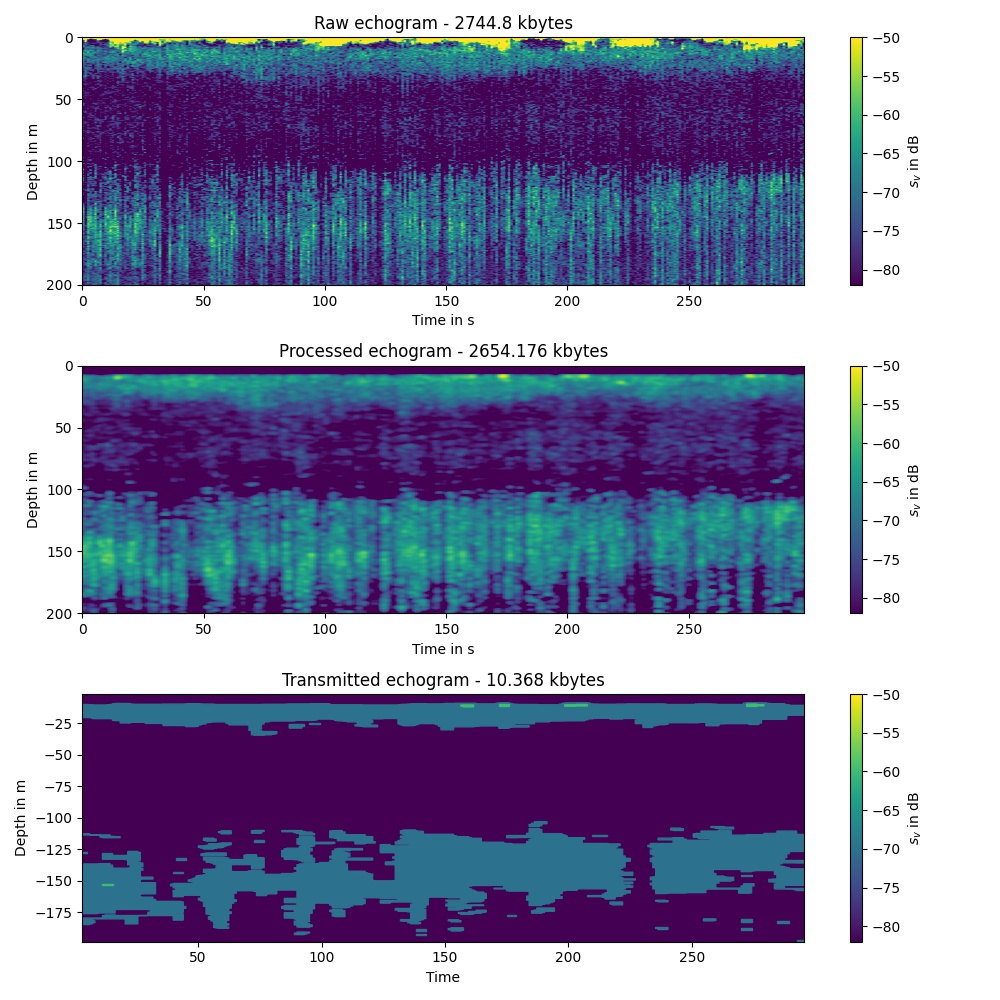 Raw echogram - 2744.8 kbytes
0
50
100
150
200
Depth in m
0 50 100 150 200 250
Time in s
−50
−55
−60
−65
−70
−75
−80
sv in dB
Processed echogram - 2654.176 kbytes
0
50
100
150
200
Depth in m
0 50 100 150 200 250
Time in s
−50
−55
−60
−65
−70
−75
−80
sv in dB
Transmitted echogram - 10.368 kbytes
−25
−50
−75
−100
−125
−150
−175
Depth in m
50 100 150 200 250
Time
−50
−55
−60
−65
−70
−75
−80
sv in dB